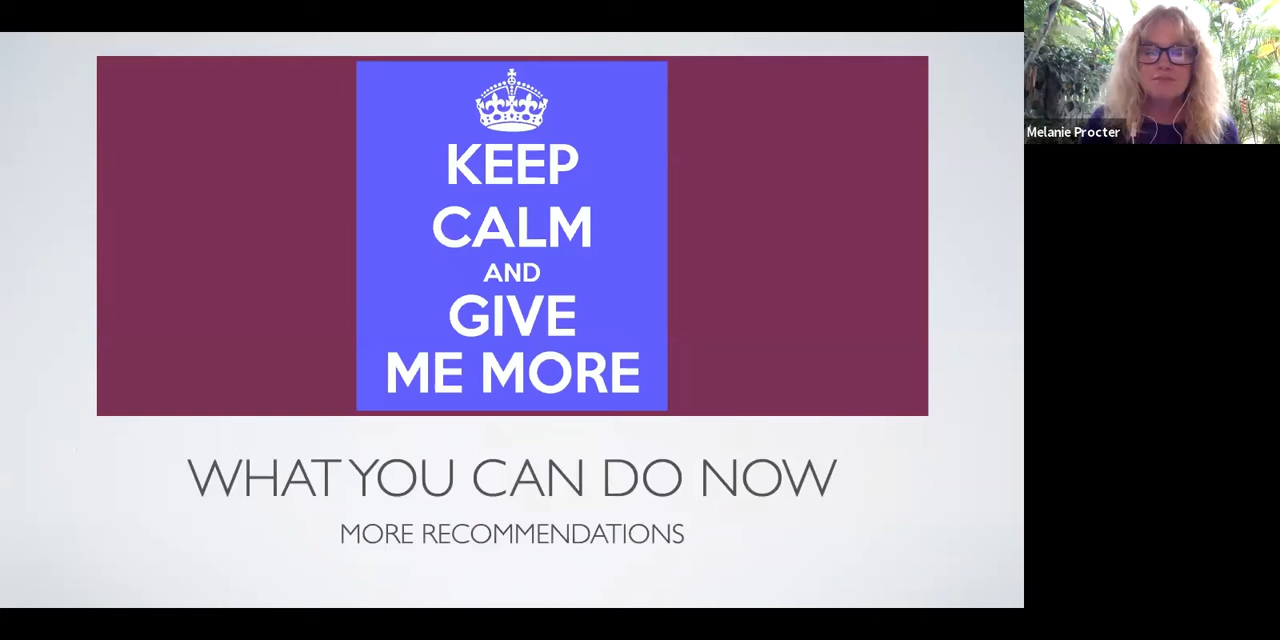 KEEP
CALM
AND
GIVE
ME MORE
WHAT YOU CAN DO NOW
MORE RECOMMENDATIONS
Melanie Procter